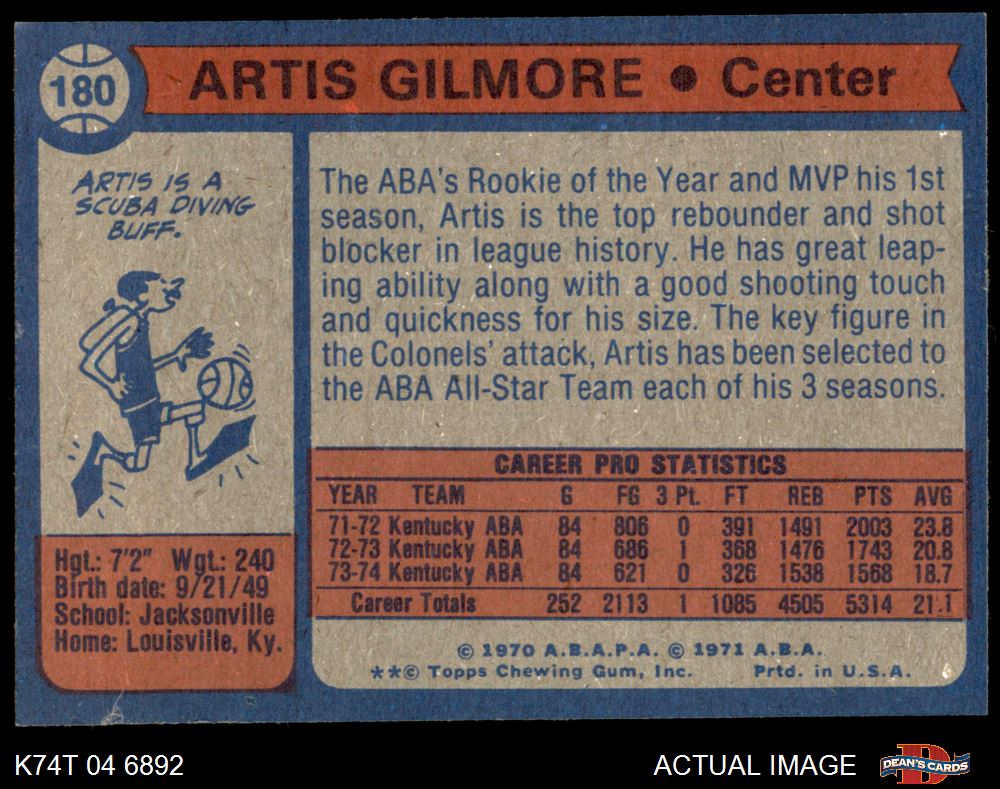 180
ARTIS GILMORE • Center
ARTIS IS A
SCUBA DIVING
BUFF.
The ABA's Rookie of the Year and MVP his 1st
season, Artis is the top rebounder and shot
blocker in league history. He has great leap-
ing ability along with a good shooting touch
and quickness for his size. The key figure in
the Colonels' attack, Artis has been selected to
the ABA All-Star Team each of his 3 seasons.
Hgt.: 7'2" Wgt.: 240
Birth date: 9/21/49
School: Jacksonville
Home: Louisville, Ky.
CAREER PRO STATISTICS
YEAR TEAM G FG 3 Pt. FT REB PTS AVG
71-72 Kentucky ABA 84 806 0 391 1491 2003 23.8
72-73 Kentucky ABA 84 686 1 368 1476 1743 20.8
73-74 Kentucky ABA 84 621 0 326 1538 1568 18.7
Career Totals 252 2113 1 1085 4505 5314 21.1
© 1970 A.B.A.P.A. © 1971 A.B.A.
**© Topps Chewing Gum, Inc. Prtd. in U.S.A.
K74T 04 6892
ACTUAL IMAGE
D
DEAN'S CARDS